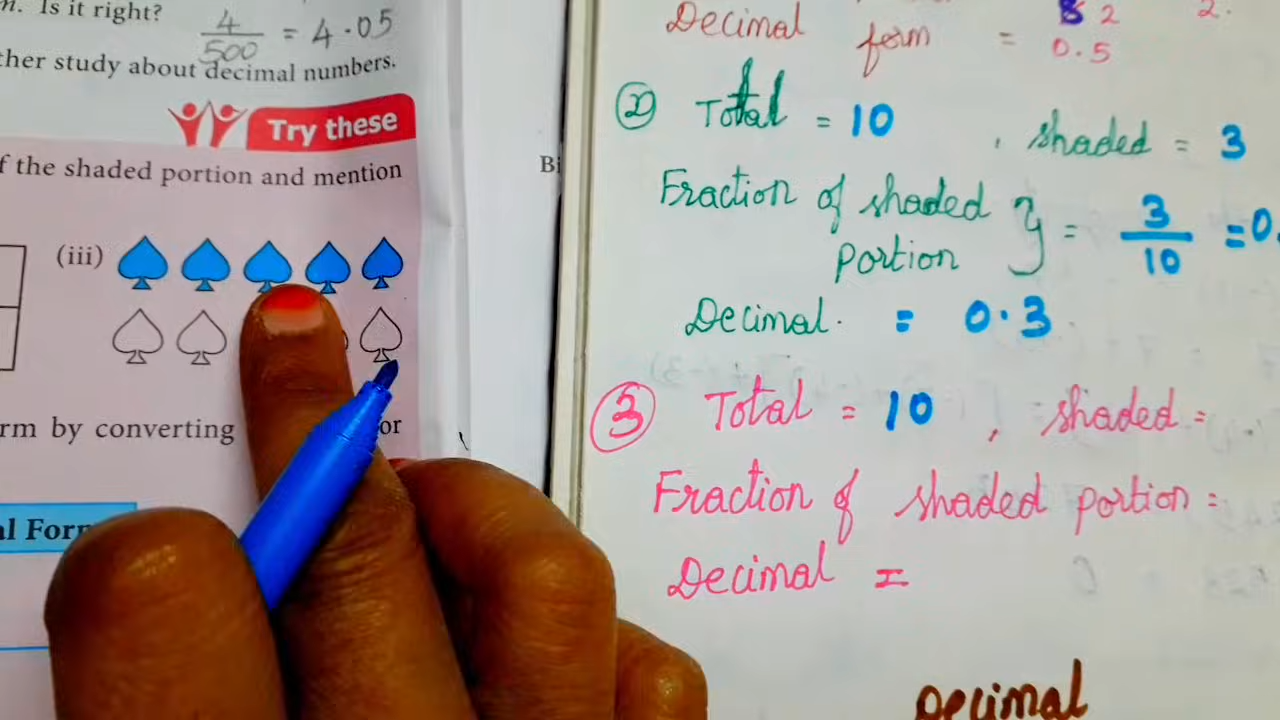 n. Is it right?
4/500 = 4.05
ther study about decimal numbers.
Try these
f the shaded portion and mention
(iii)
rm by converting or
al Form
Bi
Decimal form = 0.5
2 2.
② Total = 10 , shaded = 3
Fraction of shaded portion } = 3/10 = 0.
Decimal. = 0.3
③ Total = 10 , shaded =
Fraction of shaded portion =
Decimal =
Decimal